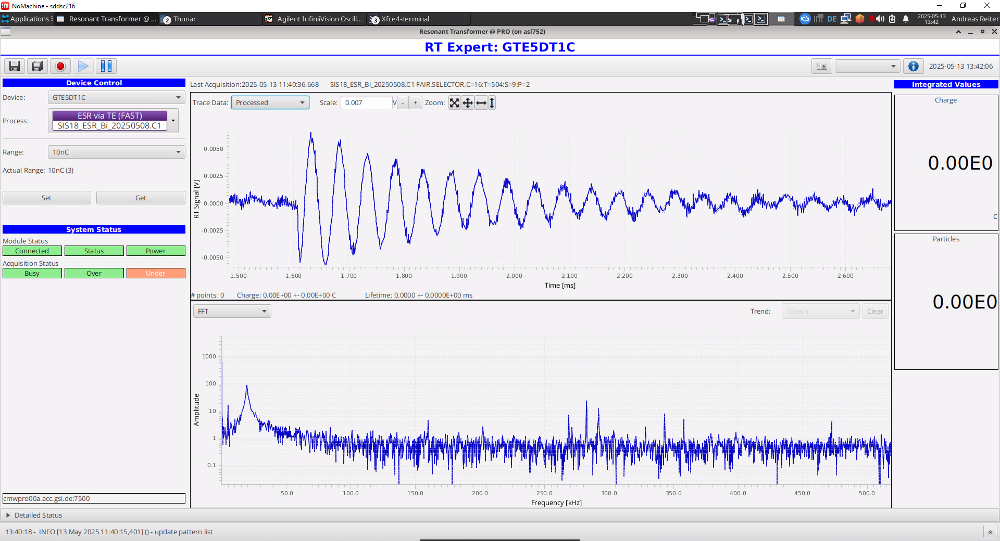 NoMachine - sddsc216
Applications
Resonant Transformer @ ...
2 Thunar
Agilent InfiniiVision Oscill...
3 Xfce4-terminal
DE
2025-05-13
13:42
Andreas Reiter
Resonant Transformer @ PRO (on asl752)
RT Expert: GTE5DT1C
2025-05-13 13:42:06
Device Control
Device: GTE5DT1C
Process: ESR via TE (FAST)
SIS18_ESR_Bi_20250508.C1
Range: 10nC
Actual Range: 10nC (3)
Set Get
System Status
Module Status
Connected Status Power
Acquisition Status
Busy Over Under
cmwpro00a.acc.gsi.de:7500
Last Acquisition:2025-05-13 11:40:36.668 SIS18_ESR_Bi_20250508.C1 FAIR.SELECTOR.C=16:T=504:S=9:P=2
Trace Data: Processed Scale: 0.007 V - + Zoom:
RT Signal [V]
0.0050
0.0025
0.0000
-0.0025
-0.0050
1.500 1.600 1.700 1.800 1.900 2.000 2.100 2.200 2.300 2.400 2.500 2.600
Time [ms]
# points: 0 Charge: 0.00E+00 +- 0.00E+00 C Lifetime: 0.0000 +- 0.0000E+00 ms
FFT Trend: 10 min Clear
Amplitude
1000
100
10
1
0.1
50.0 100.0 150.0 200.0 250.0 300.0 350.0 400.0 450.0 500.0
Frequency [kHz]
Integrated Values
Charge
0.00E0
C
Particles
0.00E0
Detailed Status
13:40:18 - INFO [13 May 2025 11:40:15,401] () - update pattern list